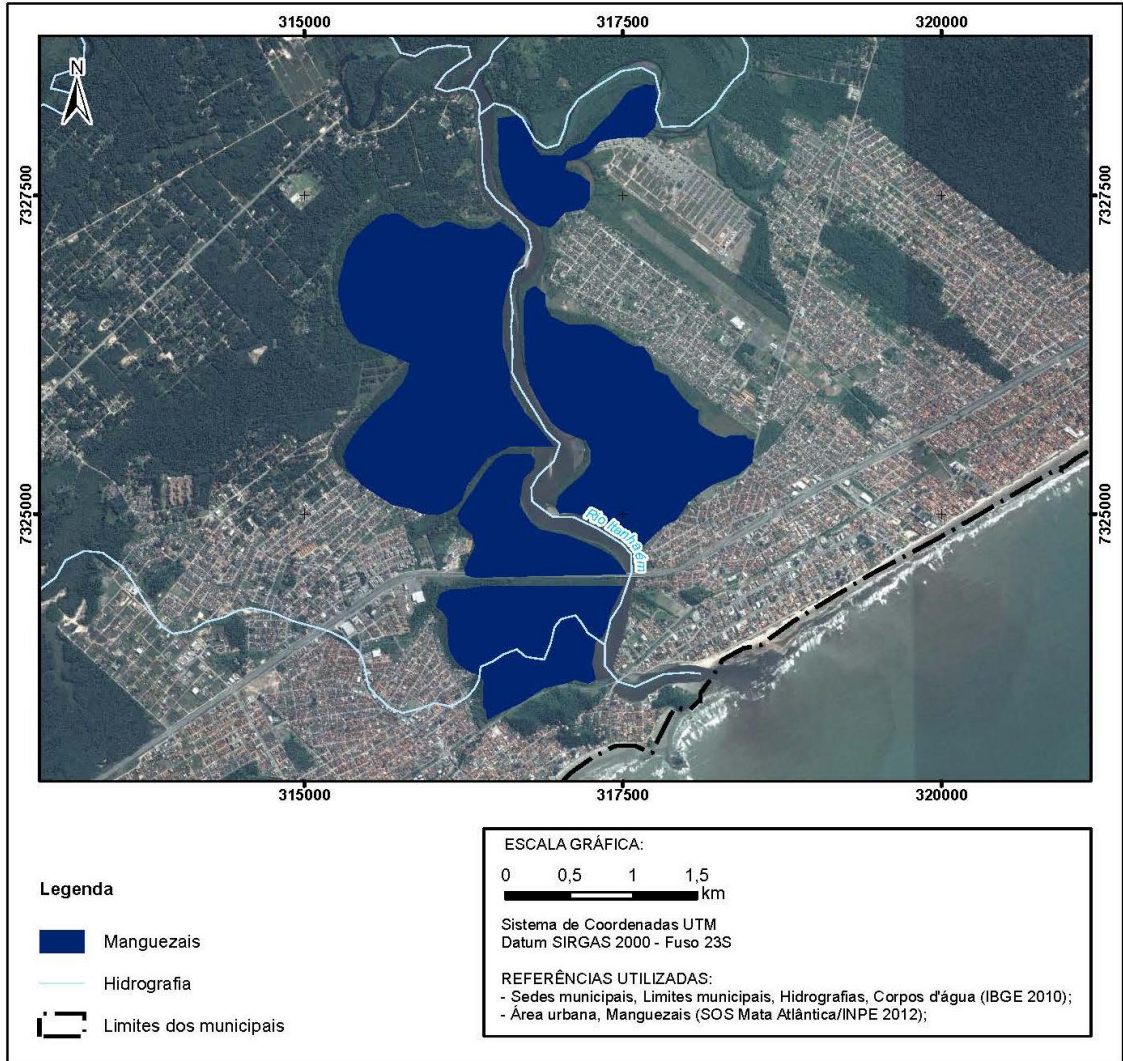 315000 317500 320000
N
7327500 7327500
7325000 7325000
Rio Itanhaém
315000 317500 320000
Legenda
Manguezais
Hidrografia
Limites dos municipais
ESCALA GRÁFICA:
0 0,5 1 1,5
km
Sistema de Coordenadas UTM
Datum SIRGAS 2000 - Fuso 23S
REFERÊNCIAS UTILIZADAS:
- Sedes municipais, Limites municipais, Hidrografias, Corpos d'água (IBGE 2010);
- Área urbana, Manguezais (SOS Mata Atlântica/INPE 2012);